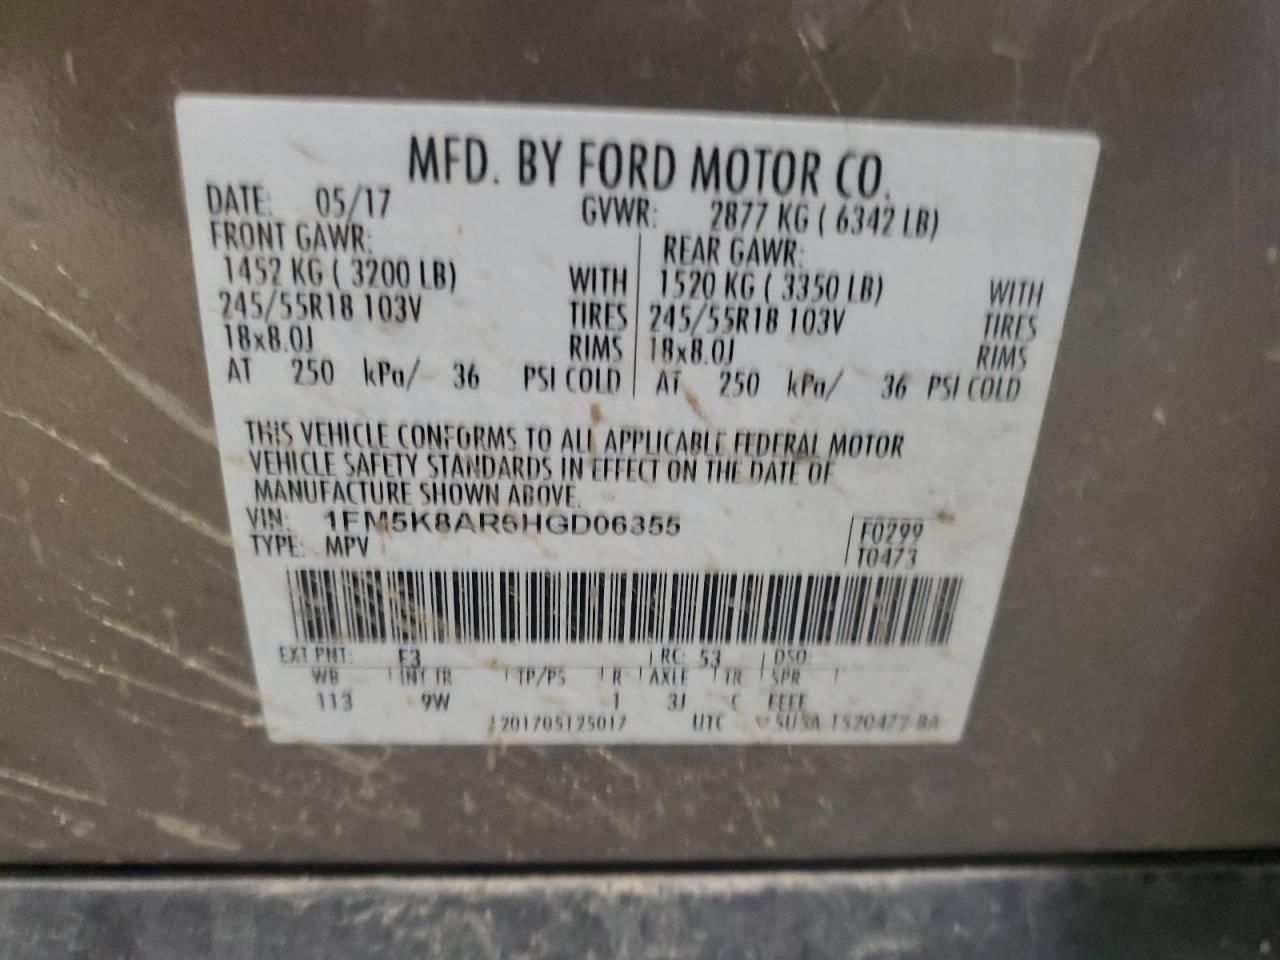 MFD. BY FORD MOTOR CO.
DATE: 05/17 GVWR: 2877 KG ( 6342 LB)
FRONT GAWR: REAR GAWR:
1452 KG ( 3200 LB) WITH 1520 KG ( 3350 LB) WITH
245/55R18 103V TIRES 245/55R18 103V TIRES
18x8.0J RIMS 18x8.0J RIMS
AT 250 kPa/ 36 PSI COLD AT 250 kPa/ 36 PSI COLD
THIS VEHICLE CONFORMS TO ALL APPLICABLE FEDERAL MOTOR
VEHICLE SAFETY STANDARDS IN EFFECT ON THE DATE OF
MANUFACTURE SHOWN ABOVE.
VIN: 1FM5K8AR6HGD06355 F0299
TYPE: MPV T0473
EXT PNT: RC: 53 DSO:
WB INT TR TP/PS R AXLE TR SPR
113 9W 1 3J C
201705125017 UTC